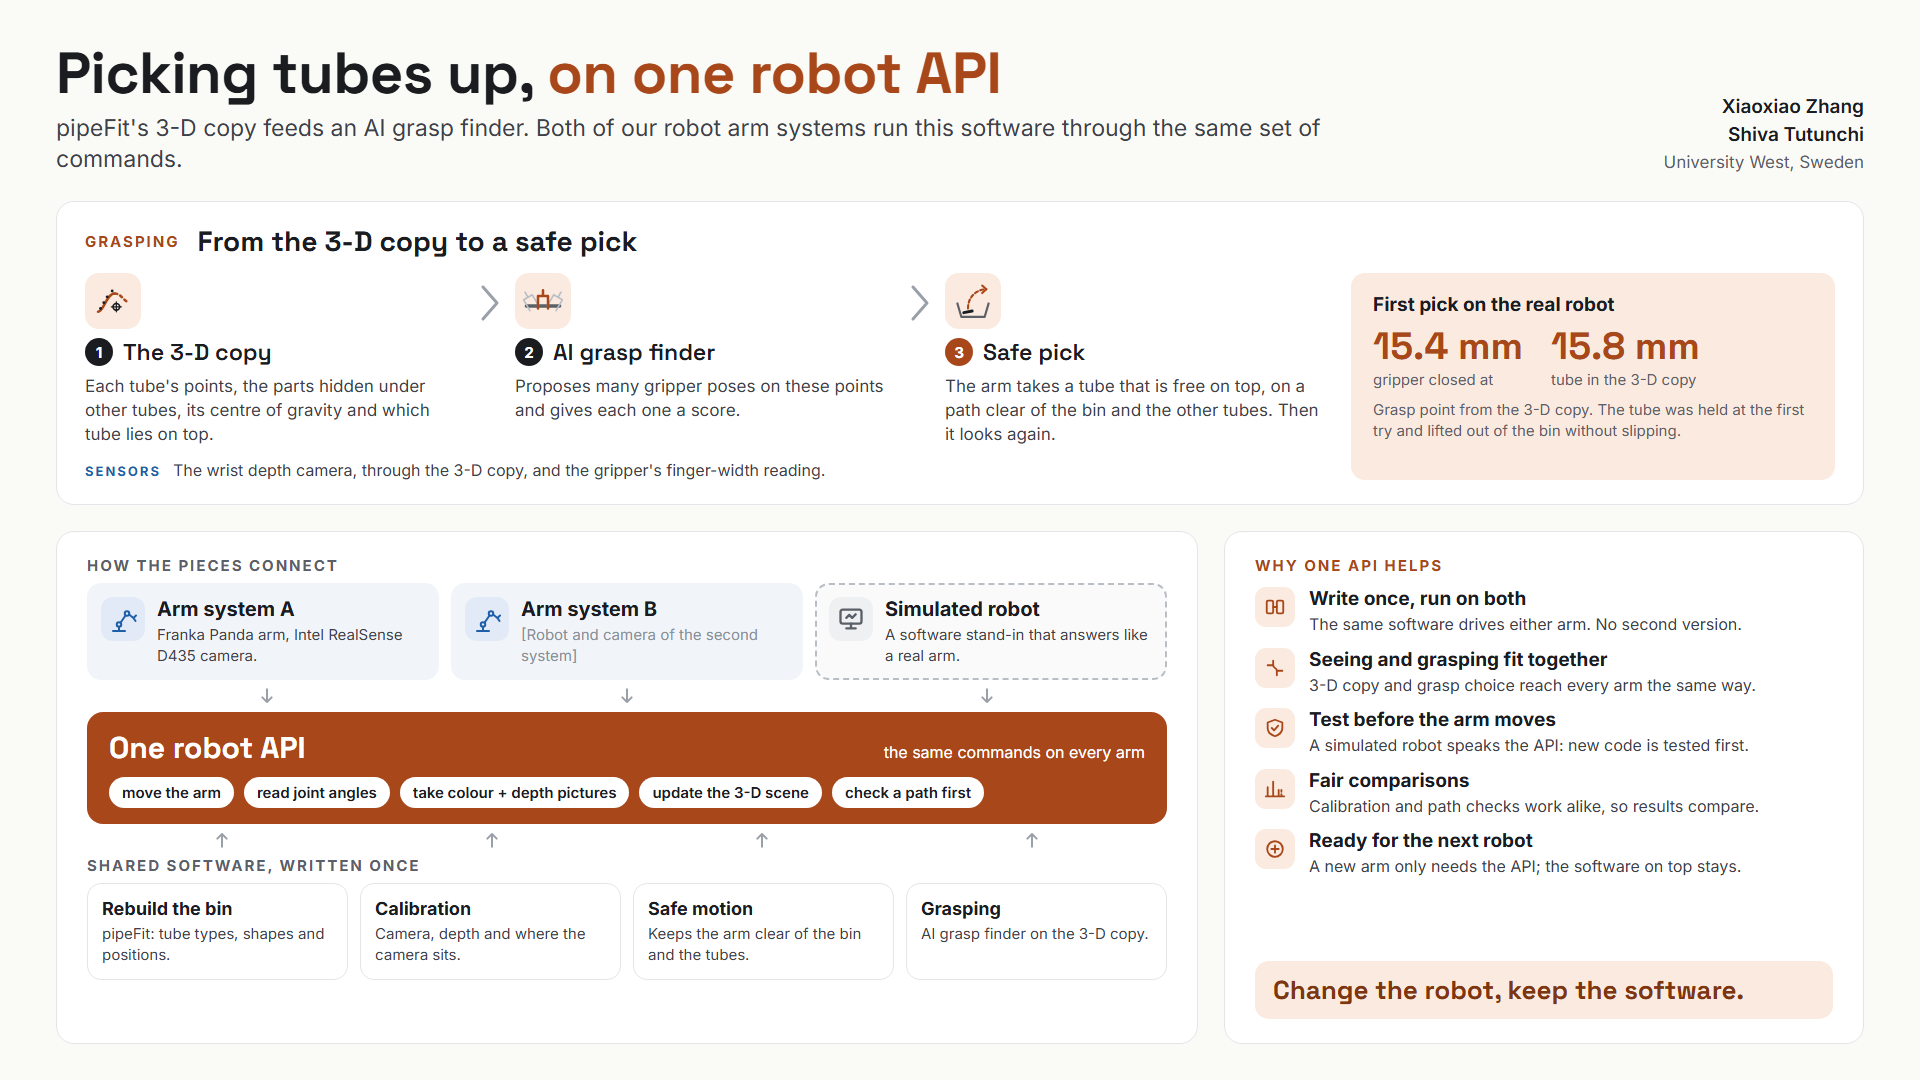 Picking tubes up, on one robot API
pipeFit's 3-D copy feeds an AI grasp finder. Both of our robot arm systems run this software through the same set of
commands.
Xiaoxiao Zhang
Shiva Tutunchi
University West, Sweden
GRASPING From the 3-D copy to a safe pick
1 The 3-D copy
Each tube's points, the parts hidden under
other tubes, its centre of gravity and which
tube lies on top.
2 AI grasp finder
Proposes many gripper poses on these points
and gives each one a score.
3 Safe pick
The arm takes a tube that is free on top, on a
path clear of the bin and the other tubes. Then
it looks again.
SENSORS The wrist depth camera, through the 3-D copy, and the gripper's finger-width reading.
First pick on the real robot
15.4 mm 15.8 mm
gripper closed at tube in the 3-D copy
Grasp point from the 3-D copy. The tube was held at the first
try and lifted out of the bin without slipping.
HOW THE PIECES CONNECT
Arm system A
Franka Panda arm, Intel RealSense
D435 camera.
Arm system B
[Robot and camera of the second
system]
Simulated robot
A software stand-in that answers like
a real arm.
One robot API the same commands on every arm
move the arm read joint angles take colour + depth pictures update the 3-D scene check a path first
SHARED SOFTWARE, WRITTEN ONCE
Rebuild the bin
pipeFit: tube types, shapes and
positions.
Calibration
Camera, depth and where the
camera sits.
Safe motion
Keeps the arm clear of the bin
and the tubes.
Grasping
AI grasp finder on the 3-D copy.
WHY ONE API HELPS
Write once, run on both
The same software drives either arm. No second version.
Seeing and grasping fit together
3-D copy and grasp choice reach every arm the same way.
Test before the arm moves
A simulated robot speaks the API: new code is tested first.
Fair comparisons
Calibration and path checks work alike, so results compare.
Ready for the next robot
A new arm only needs the API; the software on top stays.
Change the robot, keep the software.